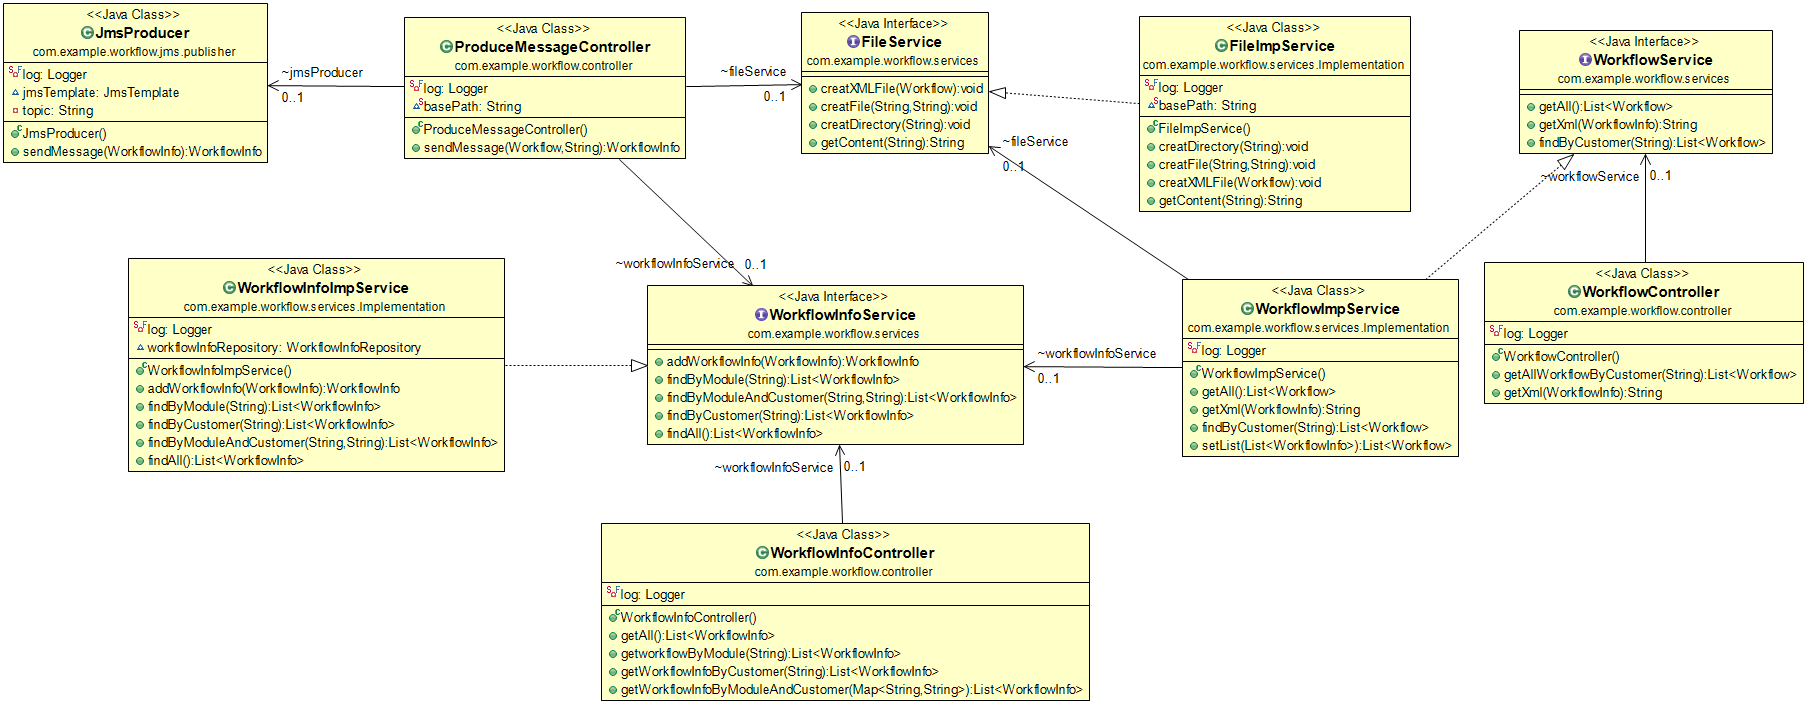 <<Java Class>>
JmsProducer
com.example.workflow.jms.publisher
log: Logger
jmsTemplate: JmsTemplate
topic: String
JmsProducer()
sendMessage(WorkflowInfo):WorkflowInfo
~jmsProducer
0..1
<<Java Class>>
ProduceMessageController
com.example.workflow.controller
log: Logger
basePath: String
ProduceMessageController()
sendMessage(Workflow,String):WorkflowInfo
~fileService
0..1
<<Java Interface>>
FileService
com.example.workflow.services
creatXMLFile(Workflow):void
creatFile(String,String):void
creatDirectory(String):void
getContent(String):String
~fileService
0..1
<<Java Class>>
FileImpService
com.example.workflow.services.Implementation
log: Logger
basePath: String
FileImpService()
creatDirectory(String):void
creatFile(String,String):void
creatXMLFile(Workflow):void
getContent(String):String
<<Java Interface>>
WorkflowService
com.example.workflow.services
getAll():List<Workflow>
getXml(WorkflowInfo):String
findByCustomer(String):List<Workflow>
~workflowService
0..1
<<Java Class>>
WorkflowInfoImpService
com.example.workflow.services.Implementation
log: Logger
workflowInfoRepository: WorkflowInfoRepository
WorkflowInfoImpService()
addWorkflowInfo(WorkflowInfo):WorkflowInfo
findByModule(String):List<WorkflowInfo>
findByCustomer(String):List<WorkflowInfo>
findByModuleAndCustomer(String,String):List<WorkflowInfo>
findAll():List<WorkflowInfo>
~workflowInfoService
0..1
<<Java Interface>>
WorkflowInfoService
com.example.workflow.services
addWorkflowInfo(WorkflowInfo):WorkflowInfo
findByModule(String):List<WorkflowInfo>
findByModuleAndCustomer(String,String):List<WorkflowInfo>
findByCustomer(String):List<WorkflowInfo>
findAll():List<WorkflowInfo>
~workflowInfoService
0..1
<<Java Class>>
WorkflowImpService
com.example.workflow.services.Implementation
log: Logger
WorkflowImpService()
getAll():List<Workflow>
getXml(WorkflowInfo):String
findByCustomer(String):List<Workflow>
setList(List<WorkflowInfo>):List<Workflow>
<<Java Class>>
WorkflowController
com.example.workflow.controller
log: Logger
WorkflowController()
getAllWorkflowByCustomer(String):List<Workflow>
getXml(WorkflowInfo):String
~workflowInfoService
0..1
<<Java Class>>
WorkflowInfoController
com.example.workflow.controller
log: Logger
WorkflowInfoController()
getAll():List<WorkflowInfo>
getworkflowByModule(String):List<WorkflowInfo>
getWorkflowInfoByCustomer(String):List<WorkflowInfo>
getWorkflowInfoByModuleAndCustomer(Map<String,String>):List<WorkflowInfo>